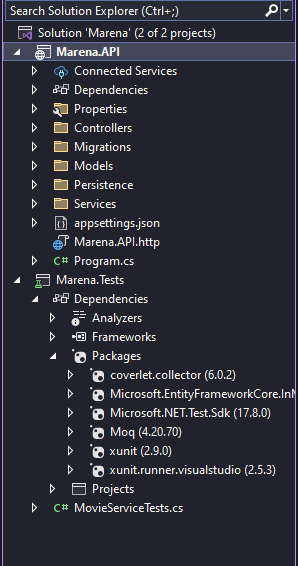 Search Solution Explorer (Ctrl+;)
Solution 'Marena' (2 of 2 projects)
Marena.API
Connected Services
Dependencies
Properties
Controllers
Migrations
Models
Persistence
Services
appsettings.json
Marena.API.http
C# Program.cs
Marena.Tests
Dependencies
Analyzers
Frameworks
Packages
coverlet.collector (6.0.2)
Microsoft.EntityFrameworkCore.InM
Microsoft.NET.Test.Sdk (17.8.0)
Moq (4.20.70)
xunit (2.9.0)
xunit.runner.visualstudio (2.5.3)
Projects
C# MovieServiceTests.cs